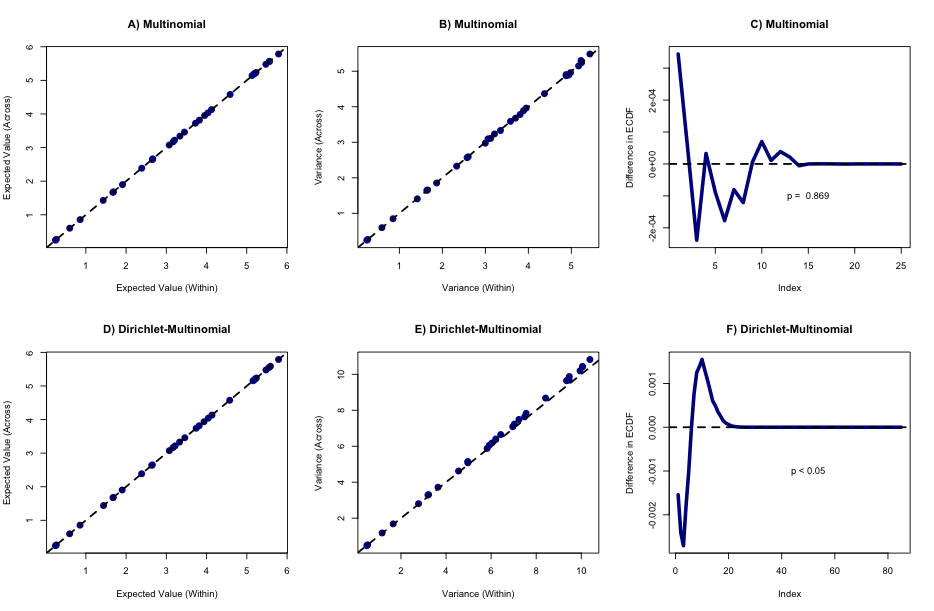 A) Multinomial
Expected Value (Across)
1 2 3 4 5 6
1 2 3 4 5 6
Expected Value (Within)
B) Multinomial
Variance (Across)
1 2 3 4 5
1 2 3 4 5
Variance (Within)
C) Multinomial
Difference in ECDF
-2e-04 0e+00 2e-04
p = 0.869
5 10 15 20 25
Index
D) Dirichlet-Multinomial
Expected Value (Across)
1 2 3 4 5 6
1 2 3 4 5 6
Expected Value (Within)
E) Dirichlet-Multinomial
Variance (Across)
2 4 6 8 10
2 4 6 8 10
Variance (Within)
F) Dirichlet-Multinomial
Difference in ECDF
-0.002 -0.001 0.000 0.001
p < 0.05
0 20 40 60 80
Index